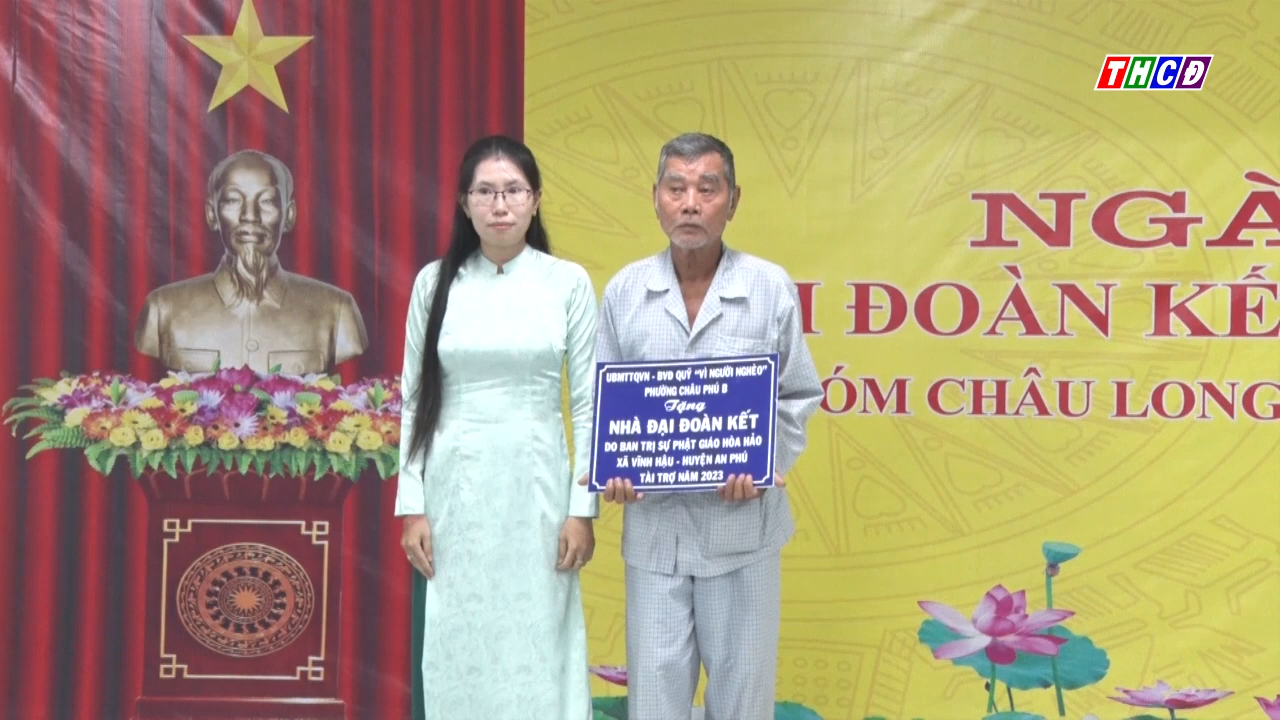 THCĐ
NGÀ
I ĐOÀN KẾ
ÓM CHÂU LONG
UBMTTQVN - BVĐ QUỸ "VÌ NGƯỜI NGHÈO"
PHƯỜNG CHÂU PHÚ B
Tặng
NHÀ ĐẠI ĐOÀN KẾT
DO BAN TRỊ SỰ PHẬT GIÁO HÒA HẢO
XÃ VĨNH HẬU - HUYỆN AN PHÚ
TÀI TRỢ NĂM 2023